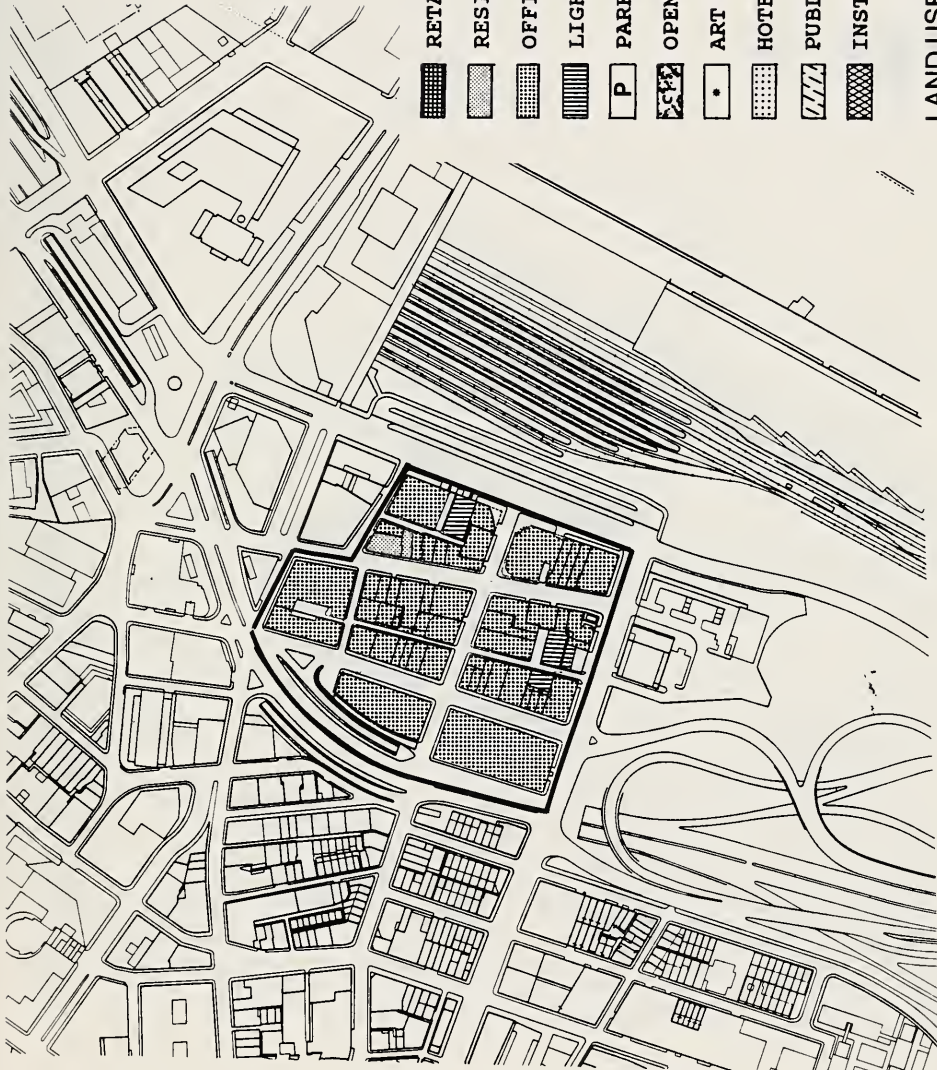 RETA
RESI
OFFI
LIGH
P PARK
OPEN
ART
HOTE
PUBL
INST
LAND USE